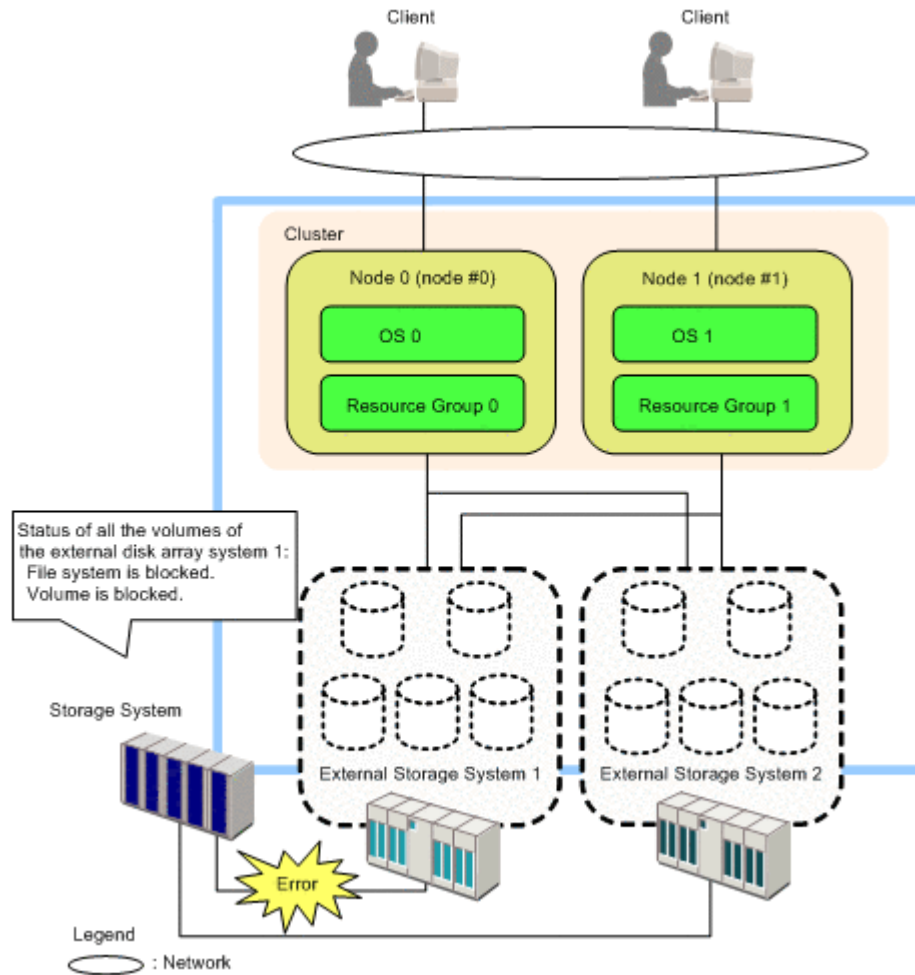 Client
Client
Cluster
Node 0 (node #0)
Node 1 (node #1)
OS 0
OS 1
Resource Group 0
Resource Group 1
Status of all the volumes of
the external disk array system 1:
File system is blocked.
Volume is blocked.
Storage System
External Storage System 1
External Storage System 2
Error
Legend
: Network